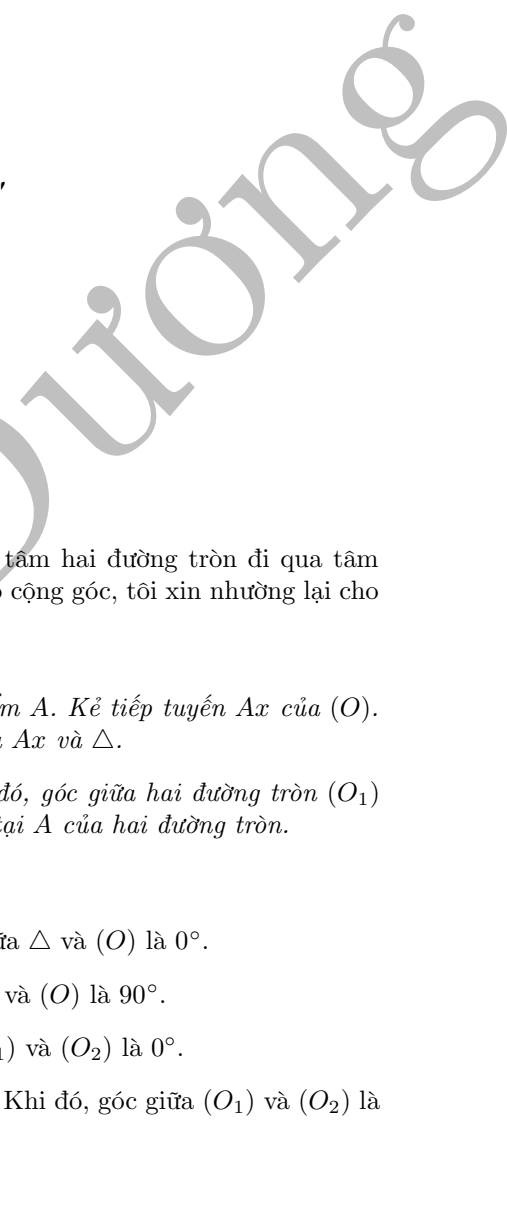 ương
tâm hai đường tròn đi qua tâm
cộng góc, tôi xin nhường lại cho
A. Kẻ tiếp tuyến Ax của (O).
Ax và △.
đó, góc giữa hai đường tròn (O₁)
tại A của hai đường tròn.
△ và (O) là 0°.
và (O) là 90°.
) và (O₂) là 0°.
Khi đó, góc giữa (O₁) và (O₂) là